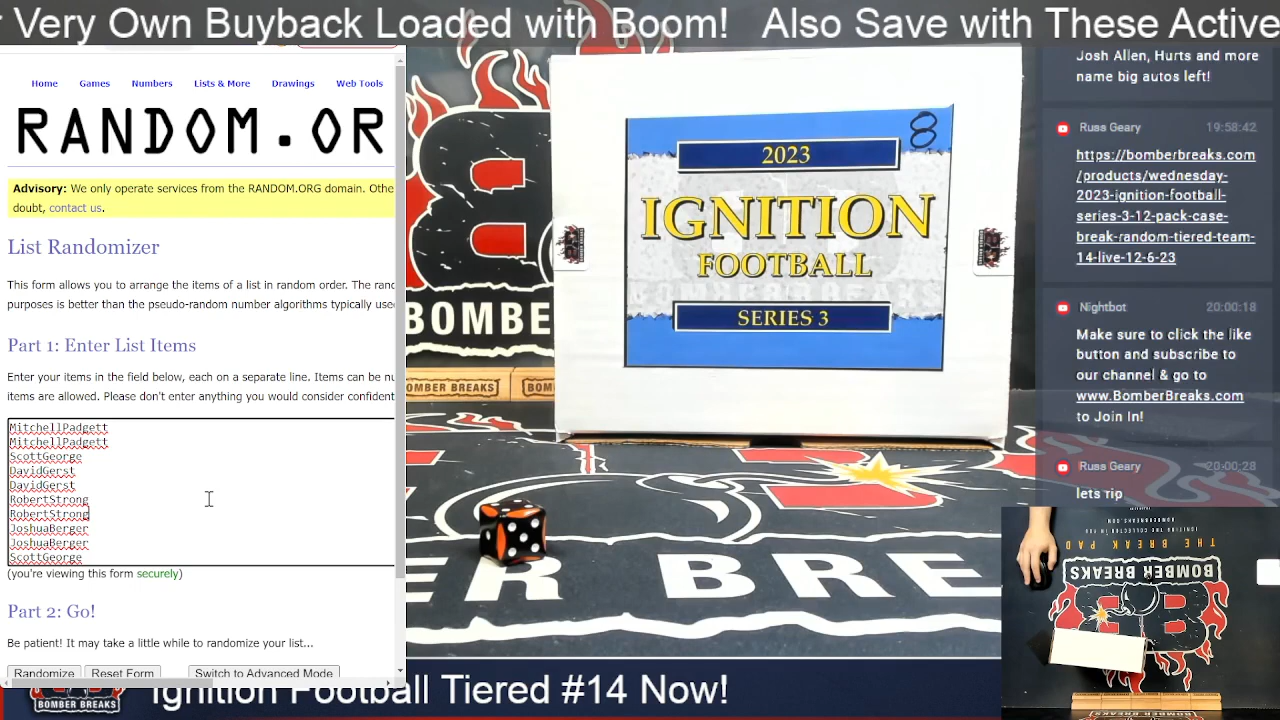 Very Own Buyback Loaded with Boom! Also Save with These Active
Home Games Numbers Lists & More Drawings Web Tools
RANDOM.OR
Advisory: We only operate services from the RANDOM.ORG domain. Othe
doubt, contact us.
List Randomizer
This form allows you to arrange the items of a list in random order. The rand
purposes is better than the pseudo-random number algorithms typically use
Part 1: Enter List Items
Enter your items in the field below, each on a separate line. Items can be nu
items are allowed. Please don't enter anything you would consider confident
MitchellPadgett
MitchellPadgett
ScottGeorge
DavidGerst
DavidGerst
RobertStrong
RobertStrong
JoshuaBerger
JoshuaBerger
ScottGeorge
(you're viewing this form securely)
Part 2: Go!
Be patient! It may take a little while to randomize your list...
Randomize Reset Form Switch to Advanced Mode
8
2023
IGNITION
FOOTBALL
SERIES 3
BOMBE
OMBER BREAKS
BOM
ER BRE
Josh Allen, Hurts and more
name big autos left!
Russ Geary 19:58:42
https://bomberbreaks.com
/products/wednesday-
2023-ignition-football-
series-3-12-pack-case-
break-random-tiered-team-
14-live-12-6-23
Nightbot 20:00:18
Make sure to click the like
button and subscribe to
our channel & go to
www.BomberBreaks.com
to Join In!
Russ Geary 20:00:28
lets rip
THE BREAK PAD
BOMBER BREAKS
BOMBER BREAKS
BOMBER BREAKS
Ignition Football Tiered #14 Now!